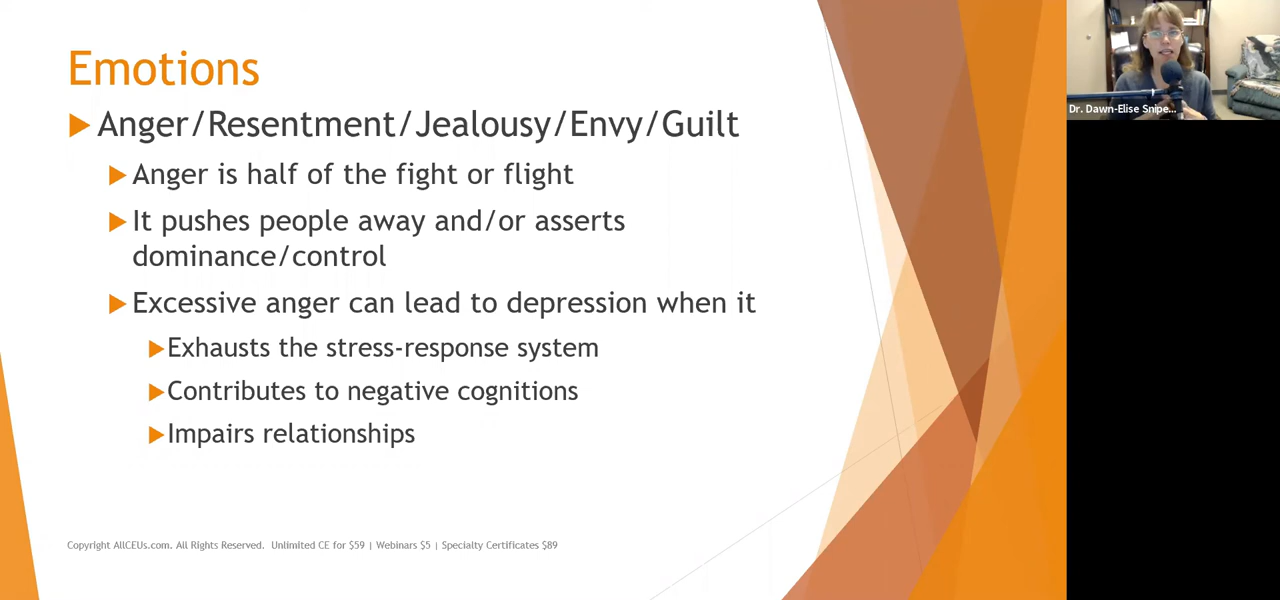 Emotions
Anger/Resentment/Jealousy/Envy/Guilt
Anger is half of the fight or flight
It pushes people away and/or asserts
dominance/control
Excessive anger can lead to depression when it
Exhausts the stress-response system
Contributes to negative cognitions
Impairs relationships
Copyright AllCEUs.com. All Rights Reserved. Unlimited CE for $59 | Webinars $5 | Specialty Certificates $89
Dr. Dawn-Elise Snipe...